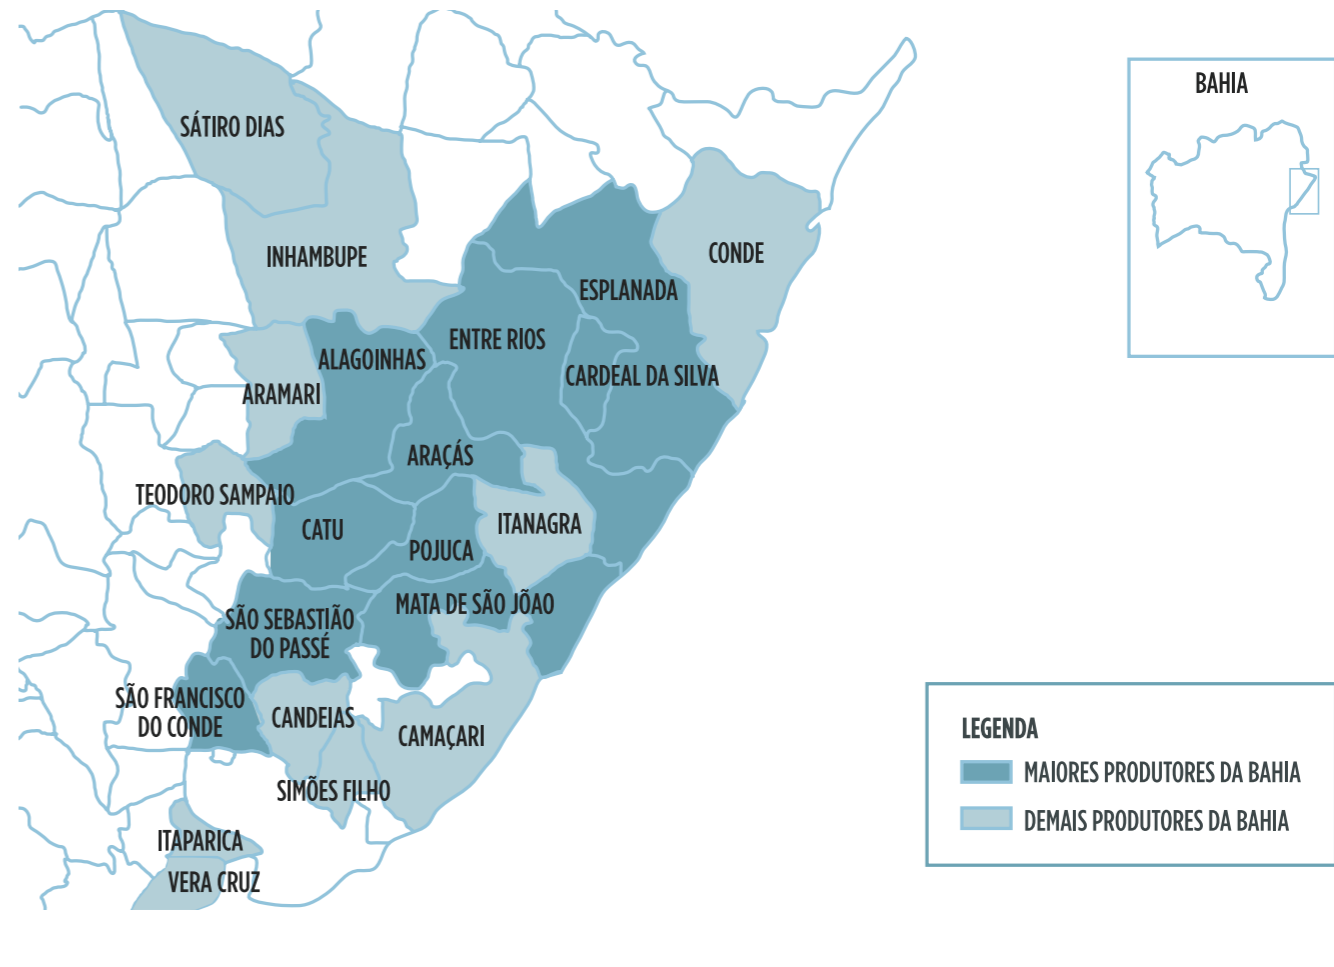 BAHIA
SÁTIRO DIAS
INHAMBUPE
CONDE
ESPLANADA
ENTRE RIOS
ALAGOINHAS
CARDEAL DA SILVA
ARAMARI
ARAÇÁS
TEODORO SAMPAIO
ITANAGRA
CATU
POJUCA
MATA DE SÃO JÕAO
SÃO SEBASTIÃO
DO PASSÉ
SÃO FRANCISCO
DO CONDE
CANDEIAS
CAMAÇARI
SIMÕES FILHO
ITAPARICA
VERA CRUZ
LEGENDA
MAIORES PRODUTORES DA BAHIA
DEMAIS PRODUTORES DA BAHIA